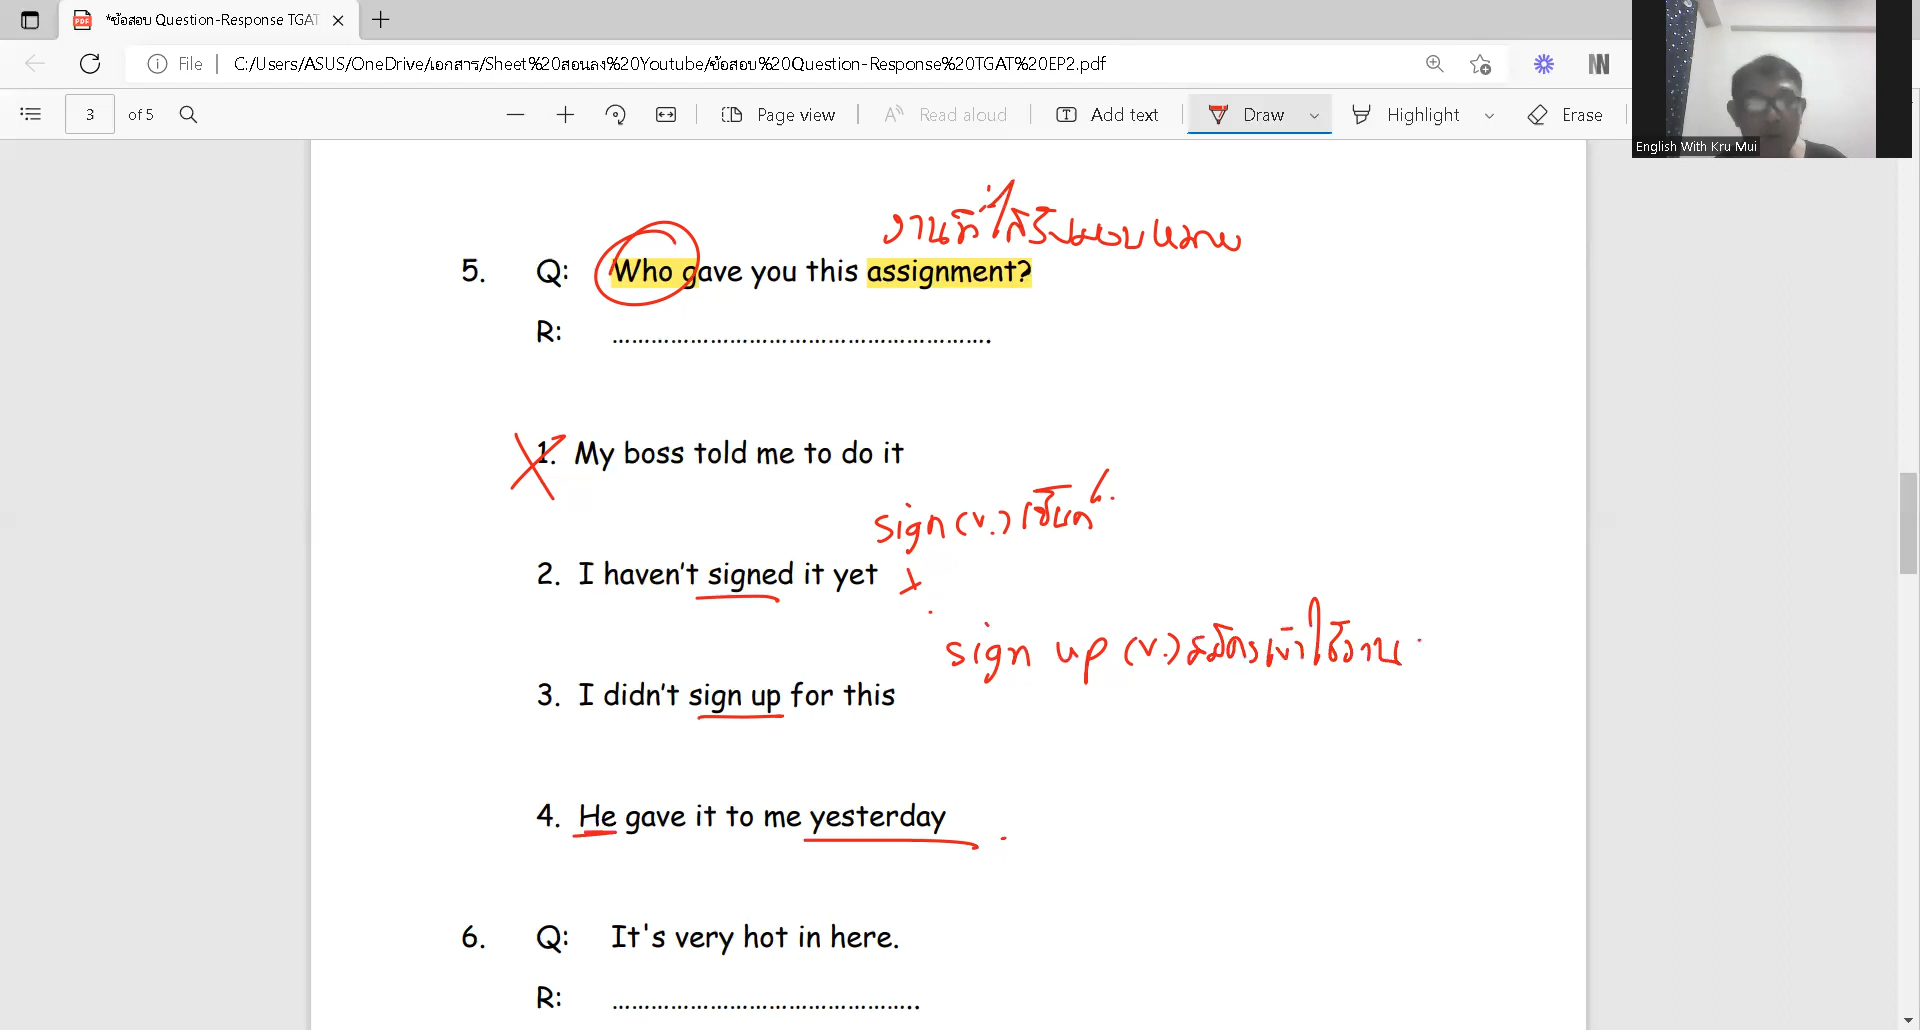 *ข้อสอบ Question-Response TGAT
File
C:/Users/ASUS/OneDrive/เอกสาร/Sheet%20สอนลง%20Youtube/ข้อสอบ%20Question-Response%20TGAT%20EP2.pdf
3 of 5
Page view
Read aloud
Add text
Draw
Highlight
Erase
English With Kru Mui
งานที่ได้รับมอบหมาย
5. Q: Who gave you this assignment?
R: ...........................................................
1. My boss told me to do it
sign (v.) เซ็นต์
2. I haven't signed it yet
sign up (v.) สมัครเข้าใช้งาน
3. I didn't sign up for this
4. He gave it to me yesterday
6. Q: It's very hot in here.
R: ................................................